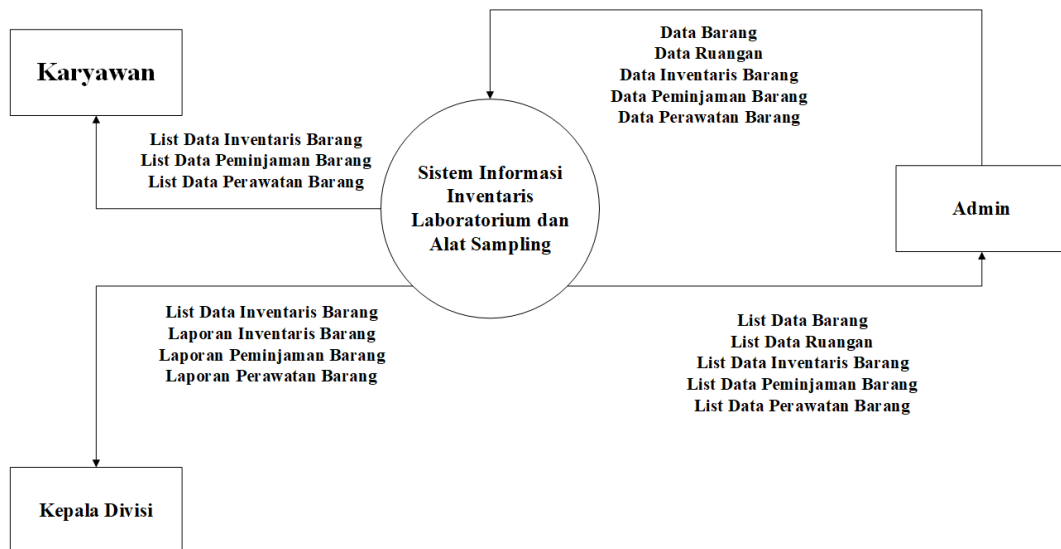 Karyawan
Data Barang
Data Ruangan
Data Inventaris Barang
Data Peminjaman Barang
Data Perawatan Barang
List Data Inventaris Barang
List Data Peminjaman Barang
List Data Perawatan Barang
Sistem Informasi
Inventaris
Laboratorium dan
Alat Sampling
Admin
List Data Inventaris Barang
Laporan Inventaris Barang
Laporan Peminjaman Barang
Laporan Perawatan Barang
List Data Barang
List Data Ruangan
List Data Inventaris Barang
List Data Peminjaman Barang
List Data Perawatan Barang
Kepala Divisi